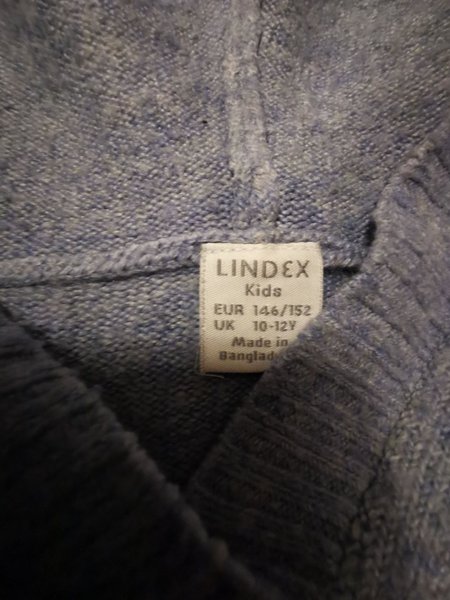 LINDEX
Kids
EUR 146/152
UK 10-12Y
Made in